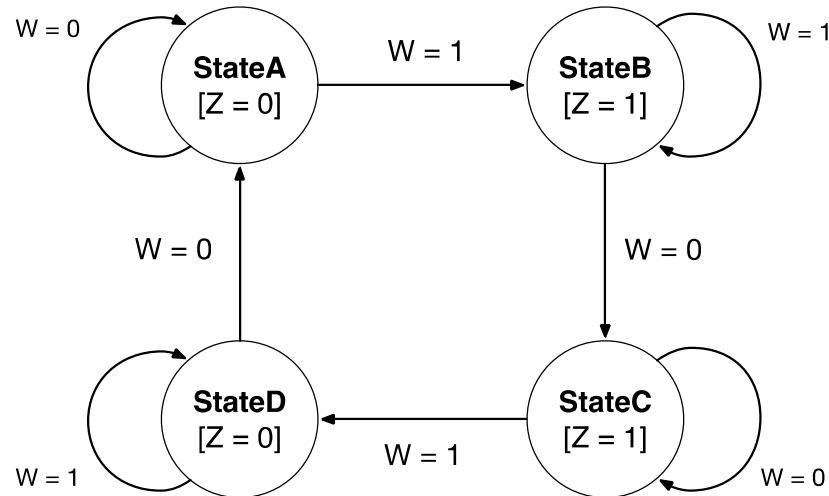 W = 0
StateA
[Z = 0]
W = 1
StateB
[Z = 1]
W = 1
W = 0
W = 0
StateD
[Z = 0]
W = 1
W = 1
StateC
[Z = 1]
W = 0